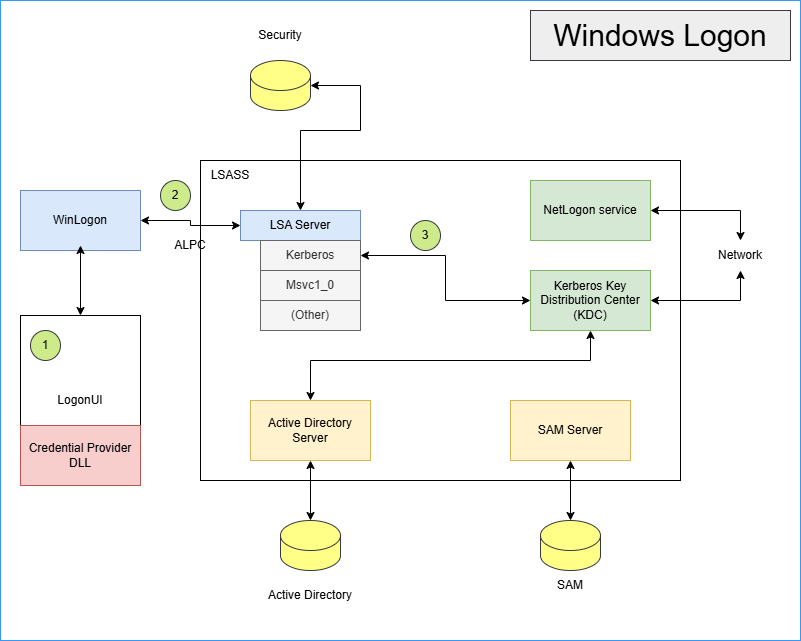 Windows Logon
Security
LSASS
2
WinLogon
ALPC
LSA Server
Kerberos
Msvc1_0
(Other)
3
NetLogon service
Network
Kerberos Key
Distribution Center
(KDC)
1
LogonUI
Credential Provider
DLL
Active Directory
Server
SAM Server
Active Directory
SAM